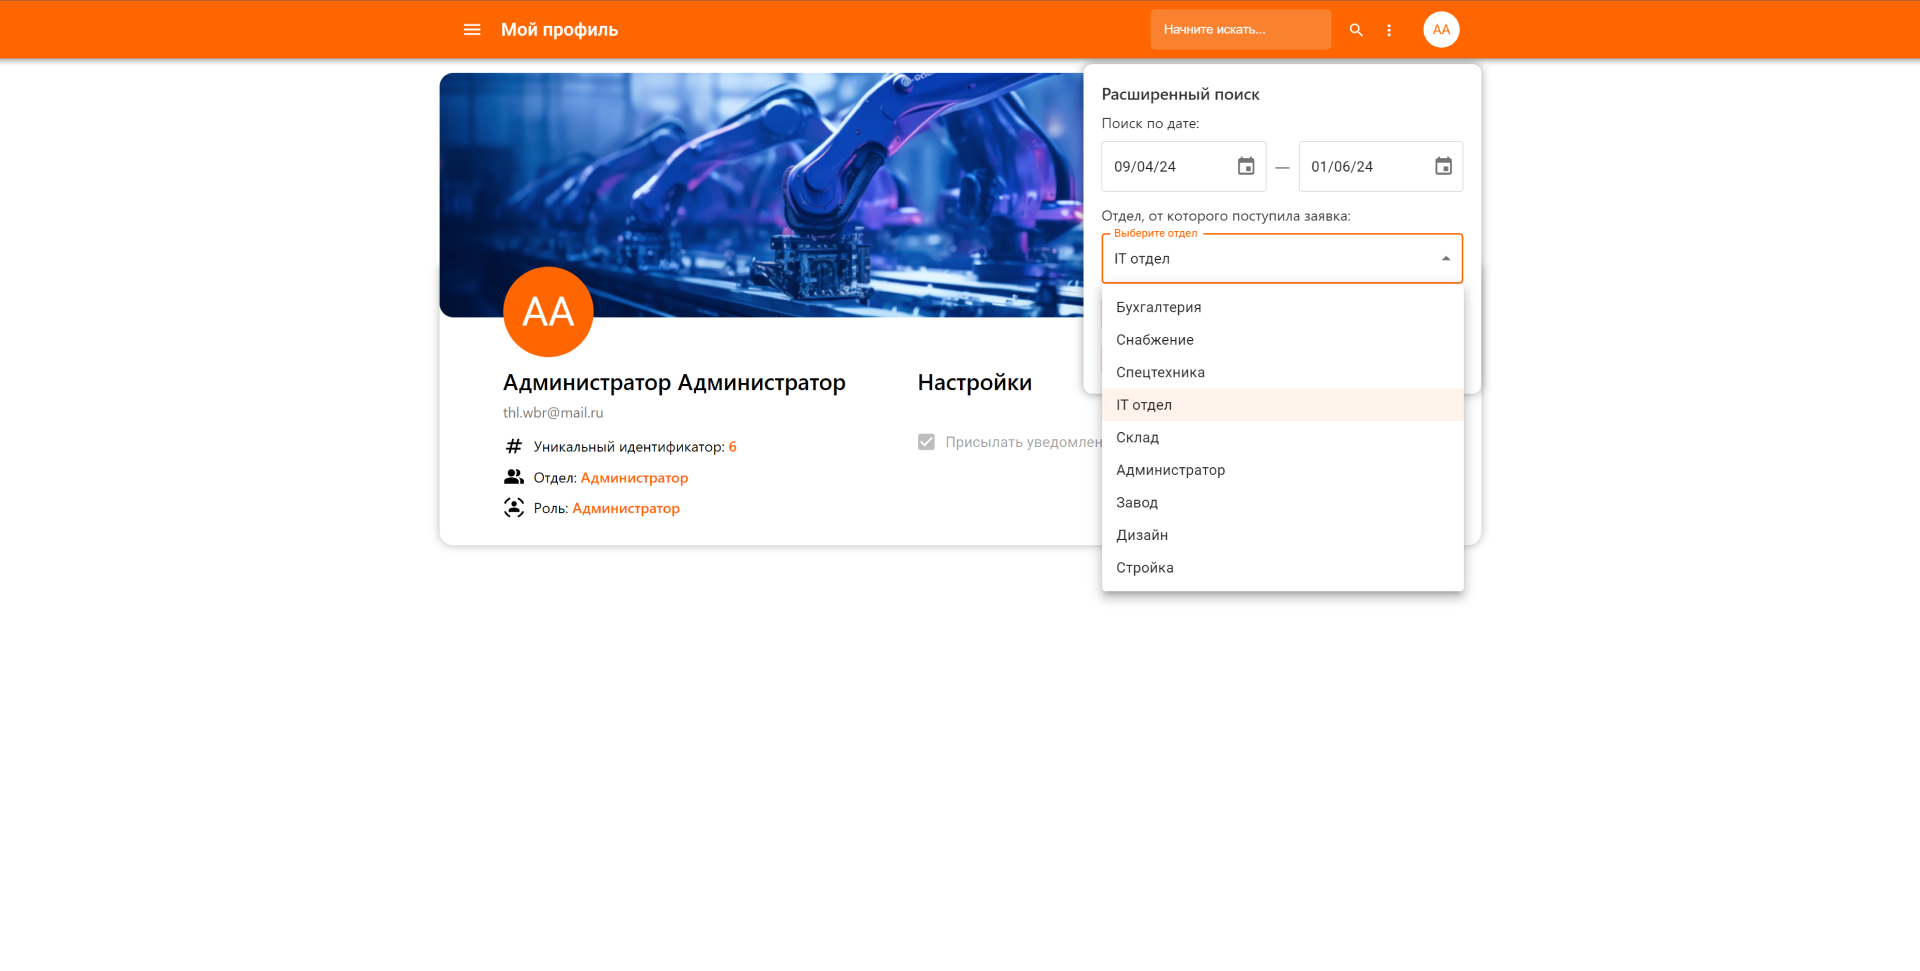 Мой профиль
Начните искать...
AA
Расширенный поиск
Поиск по дате:
09/04/24 — 01/06/24
Отдел, от которого поступила заявка:
Выберите отдел
IT отдел
Бухгалтерия
Снабжение
Спецтехника
IT отдел
Склад
Администратор
Завод
Дизайн
Стройка
AA
Администратор Администратор
thl.wbr@mail.ru
# Уникальный идентификатор: 6
Отдел: Администратор
Роль: Администратор
Настройки
Присылать уведомлен